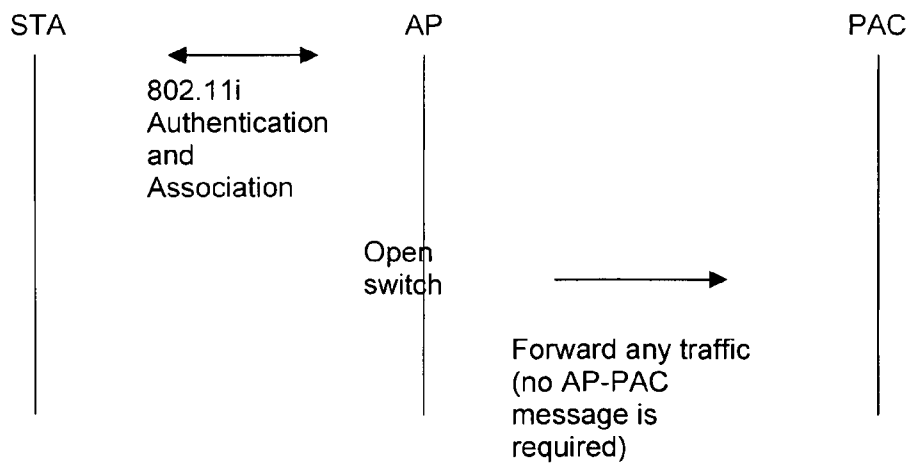 STA
AP
PAC
802.11i
Authentication
and
Association
Open
switch
Forward any traffic
(no AP-PAC
message is
required)